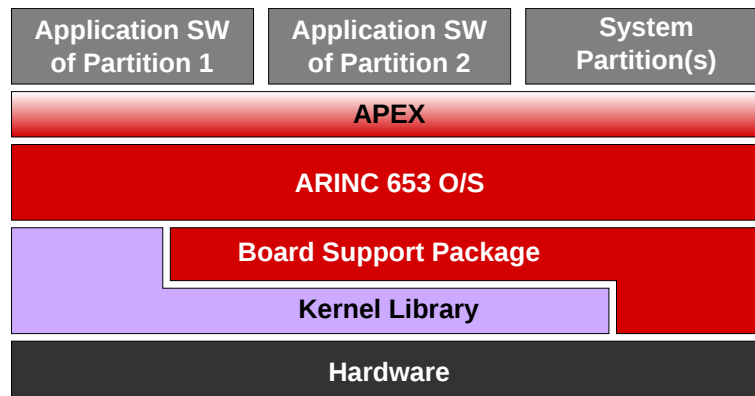 Application SW
of Partition 1
Application SW
of Partition 2
System
Partition(s)
APEX
ARINC 653 O/S
Board Support Package
Kernel Library
Hardware